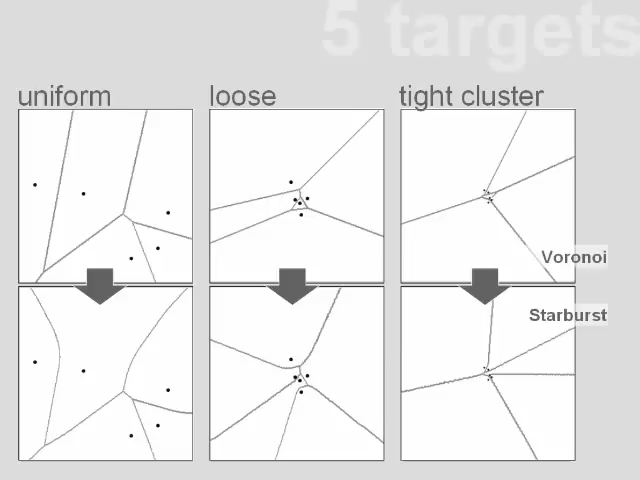 5 targets
uniform
loose
tight cluster
Voronoi
Starburst